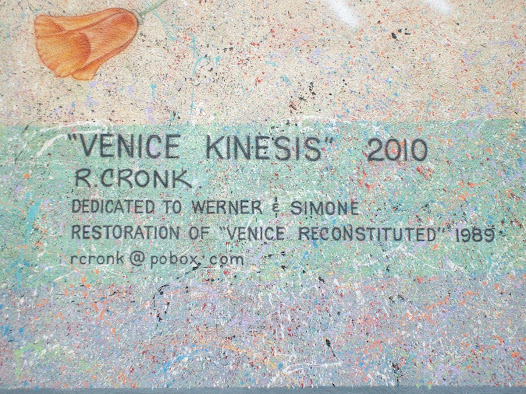 "VENICE KINESIS" 2010
R.CRONK
DEDICATED TO WERNER & SIMONE
RESTORATION OF "VENICE RECONSTITUTED" 1989
rcronk@pobox.com